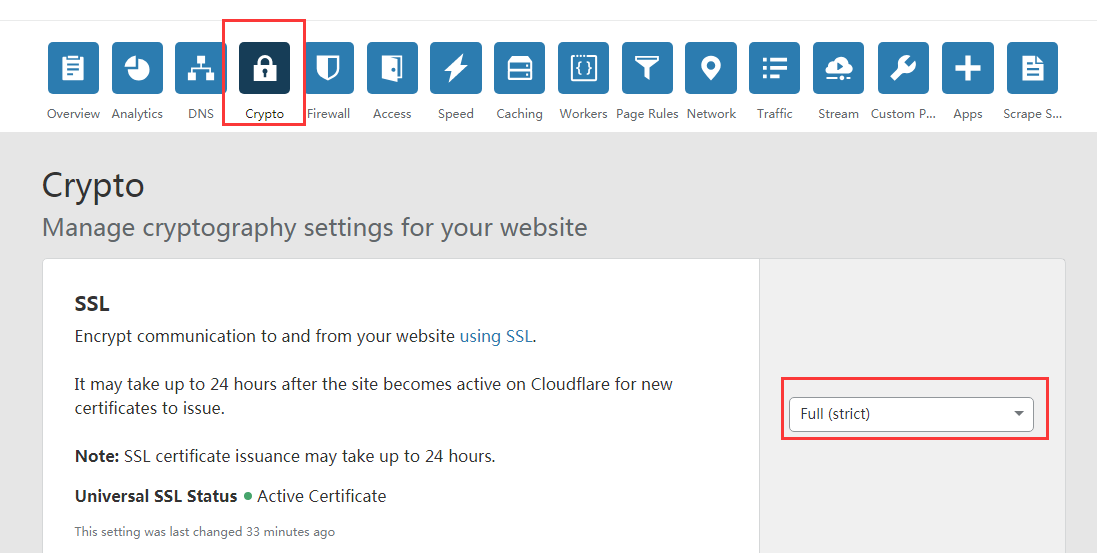 Overview Analytics DNS Crypto Firewall Access Speed Caching Workers Page Rules Network Traffic Stream Custom P... Apps Scrape S...
Crypto
Manage cryptography settings for your website
SSL
Encrypt communication to and from your website using SSL.
It may take up to 24 hours after the site becomes active on Cloudflare for new
certificates to issue.
Full (strict)
Note: SSL certificate issuance may take up to 24 hours.
Universal SSL Status Active Certificate
This setting was last changed 33 minutes ago